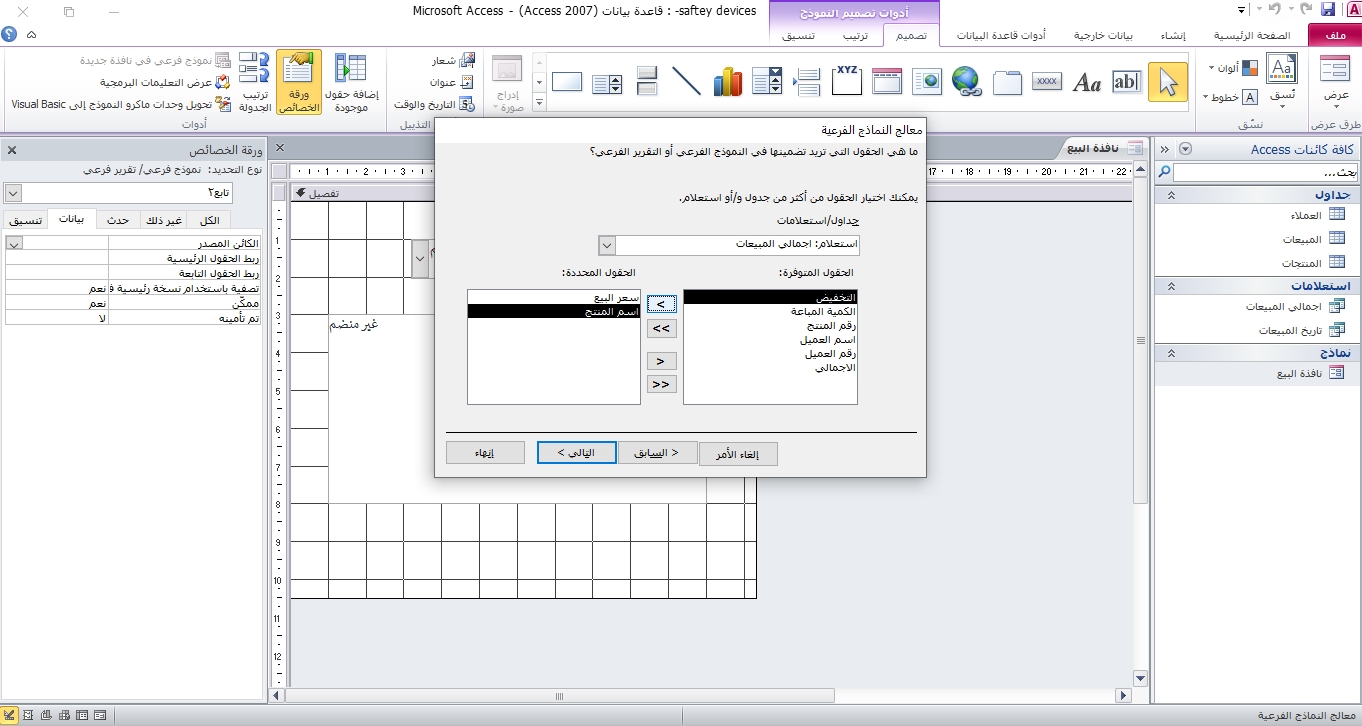 saftey devices- : قاعدة بيانات (Access 2007) - Microsoft Access
أدوات تصميم النموذج
ملف
الصفحة الرئيسية
إنشاء
بيانات خارجية
أدوات قاعدة البيانات
تصميم
ترتيب
تنسيق
عرض
طرق عرض
نُسق
ألوان
خطوط
نسّق
Aa
A
ab
Aa
XXXX
XYZ
إدراج صورة
شعار
عنوان
التاريخ والوقت
التذييل
إضافة حقول موجودة
ورقة الخصائص
ترتيب الجدولة
نموذج فرعي في نافذة جديدة
عرض التعليمات البرمجية
تحويل وحدات ماكرو النموذج إلى Visual Basic
أدوات
كافة كائنات Access
بحث...
جداول
العملاء
المبيعات
المنتجات
استعلامات
اجمالي المبيعات
تاريخ المبيعات
نماذج
نافذة البيع
نافذة البيع
تفصيل
غير منضم
معالج النماذج الفرعية
ما هي الحقول التي تريد تضمينها في النموذج الفرعي أو التقرير الفرعي؟
يمكنك اختيار الحقول من أكثر من جدول و/أو استعلام.
جداول/استعلامات
استعلام: اجمالي المبيعات
الحقول المتوفرة:
التخفيض
الكمية المباعة
رقم المنتج
اسم العميل
رقم العميل
الاجمالي
<
<<
>
>>
الحقول المحددة:
سعر البيع
اسم المنتج
إلغاء الأمر
< السابق
التالي >
إنهاء
ورقة الخصائص
نوع التحديد: نموذج فرعي/ تقرير فرعي
تابع٢
الكل
غير ذلك
حدث
بيانات
تنسيق
الكائن المصدر
ربط الحقول الرئيسية
ربط الحقول التابعة
تصفية باستخدام نسخة رئيسية ف نعم
ممكّن نعم
تم تأمينه لا
معالج النماذج الفرعية